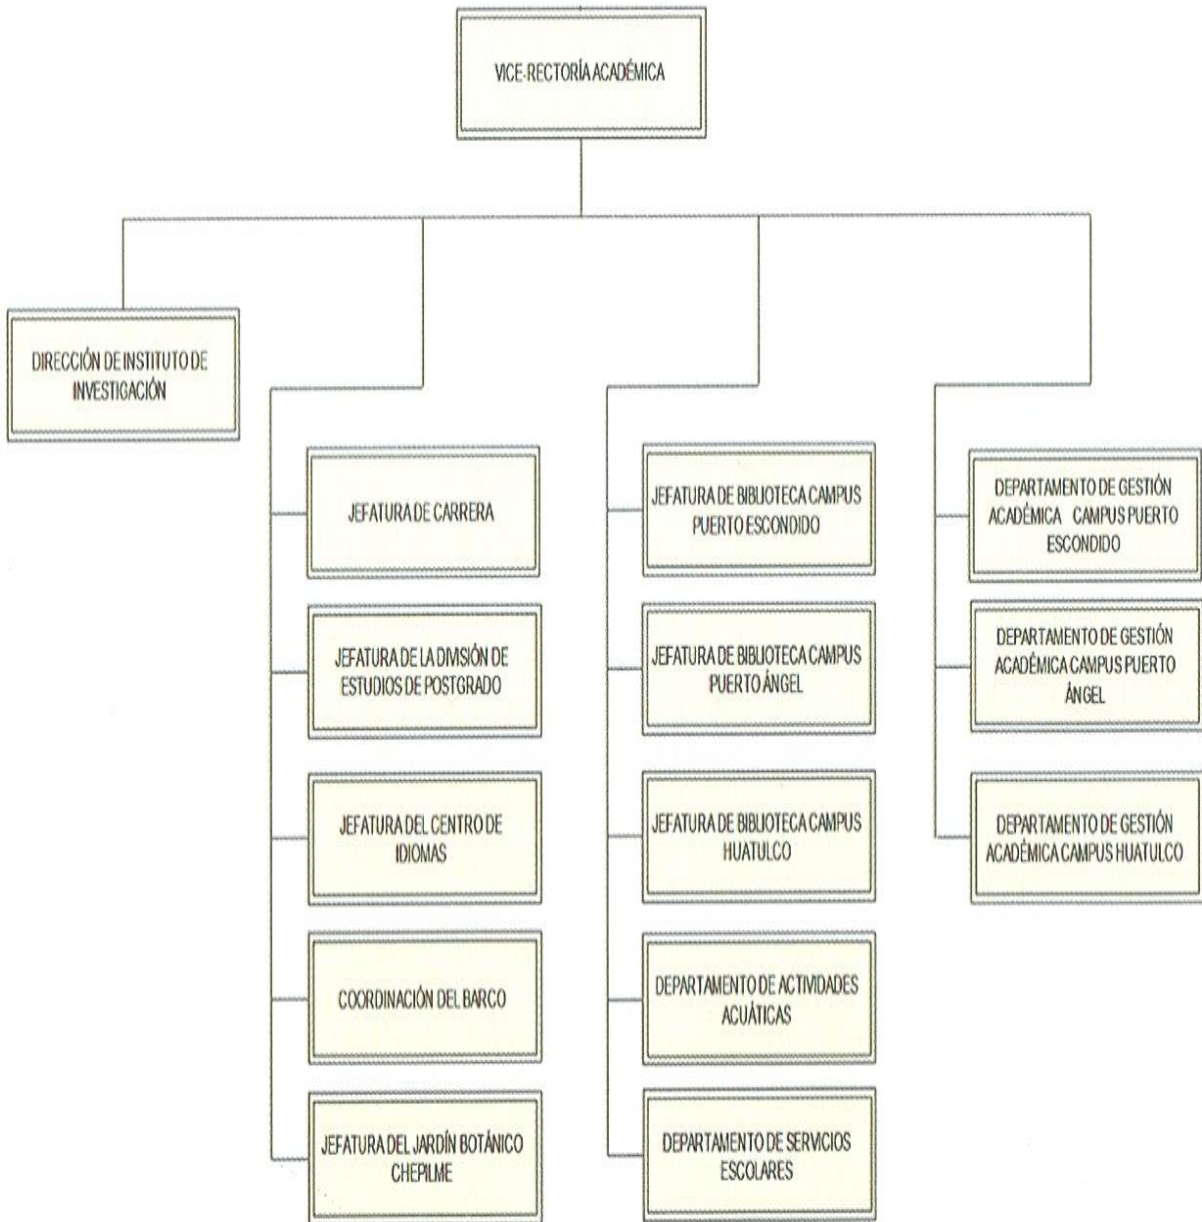 VICE-RECTORÍA ACADÉMICA
DIRECCIÓN DE INSTITUTO DE
INVESTIGACIÓN
JEFATURA DE CARRERA
JEFATURA DE LA DIVISIÓN DE
ESTUDIOS DE POSTGRADO
JEFATURA DEL CENTRO DE
IDIOMAS
COORDINACIÓN DEL BARCO
JEFATURA DEL JARDÍN BOTÁNICO
CHEPILME
JEFATURA DE BIBLIOTECA CAMPUS
PUERTO ESCONDIDO
JEFATURA DE BIBLIOTECA CAMPUS
PUERTO ÁNGEL
JEFATURA DE BIBLIOTECA CAMPUS
HUATULCO
DEPARTAMENTO DE ACTIVIDADES
ACUÁTICAS
DEPARTAMENTO DE SERVICIOS
ESCOLARES
DEPARTAMENTO DE GESTIÓN
ACADÉMICA CAMPUS PUERTO
ESCONDIDO
DEPARTAMENTO DE GESTIÓN
ACADÉMICA CAMPUS PUERTO
ÁNGEL
DEPARTAMENTO DE GESTIÓN
ACADÉMICA CAMPUS HUATULCO